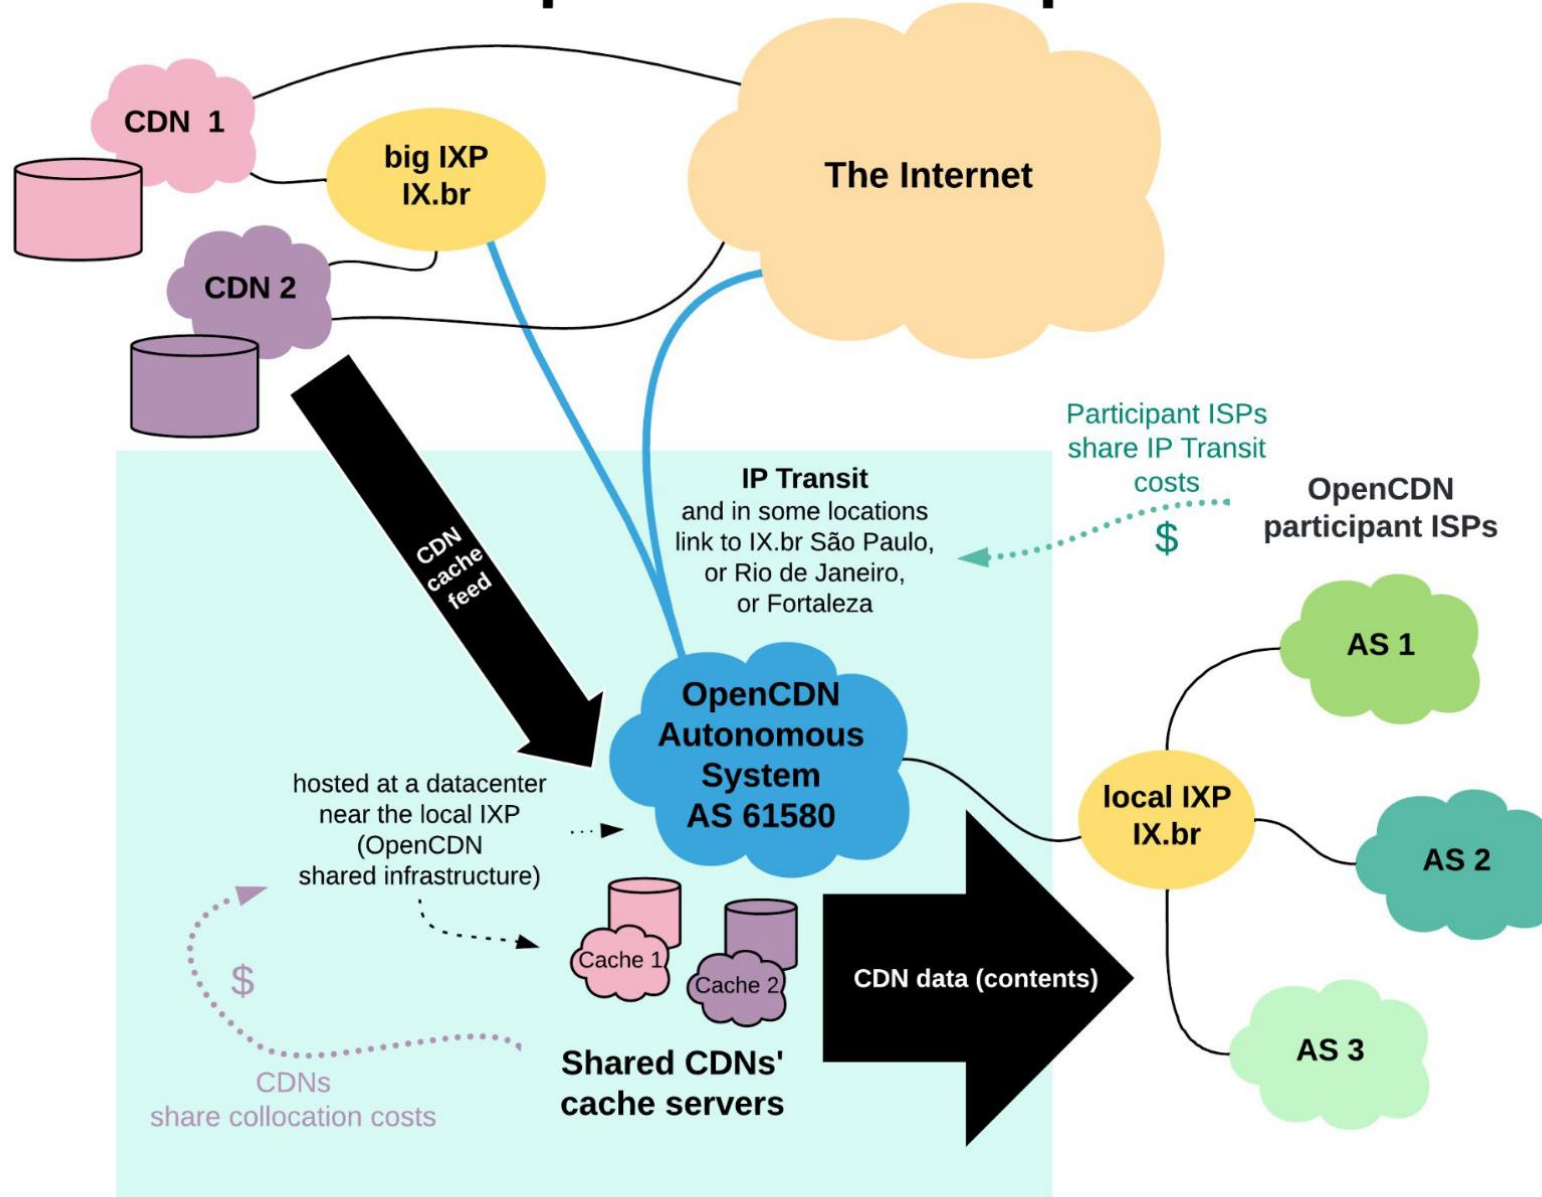 CDN 1
big IXP
IX.br
The Internet
CDN 2
CDN
cache
feed
IP Transit
and in some locations
link to IX.br São Paulo,
or Rio de Janeiro,
or Fortaleza
Participant ISPs
share IP Transit
costs
$
OpenCDN
participant ISPs
AS 1
OpenCDN
Autonomous
System
AS 61580
local IXP
IX.br
AS 2
hosted at a datacenter
near the local IXP
(OpenCDN
shared infrastructure)
Cache 1
Cache 2
CDN data (contents)
$
AS 3
Shared CDNs'
cache servers
CDNs
share collocation costs